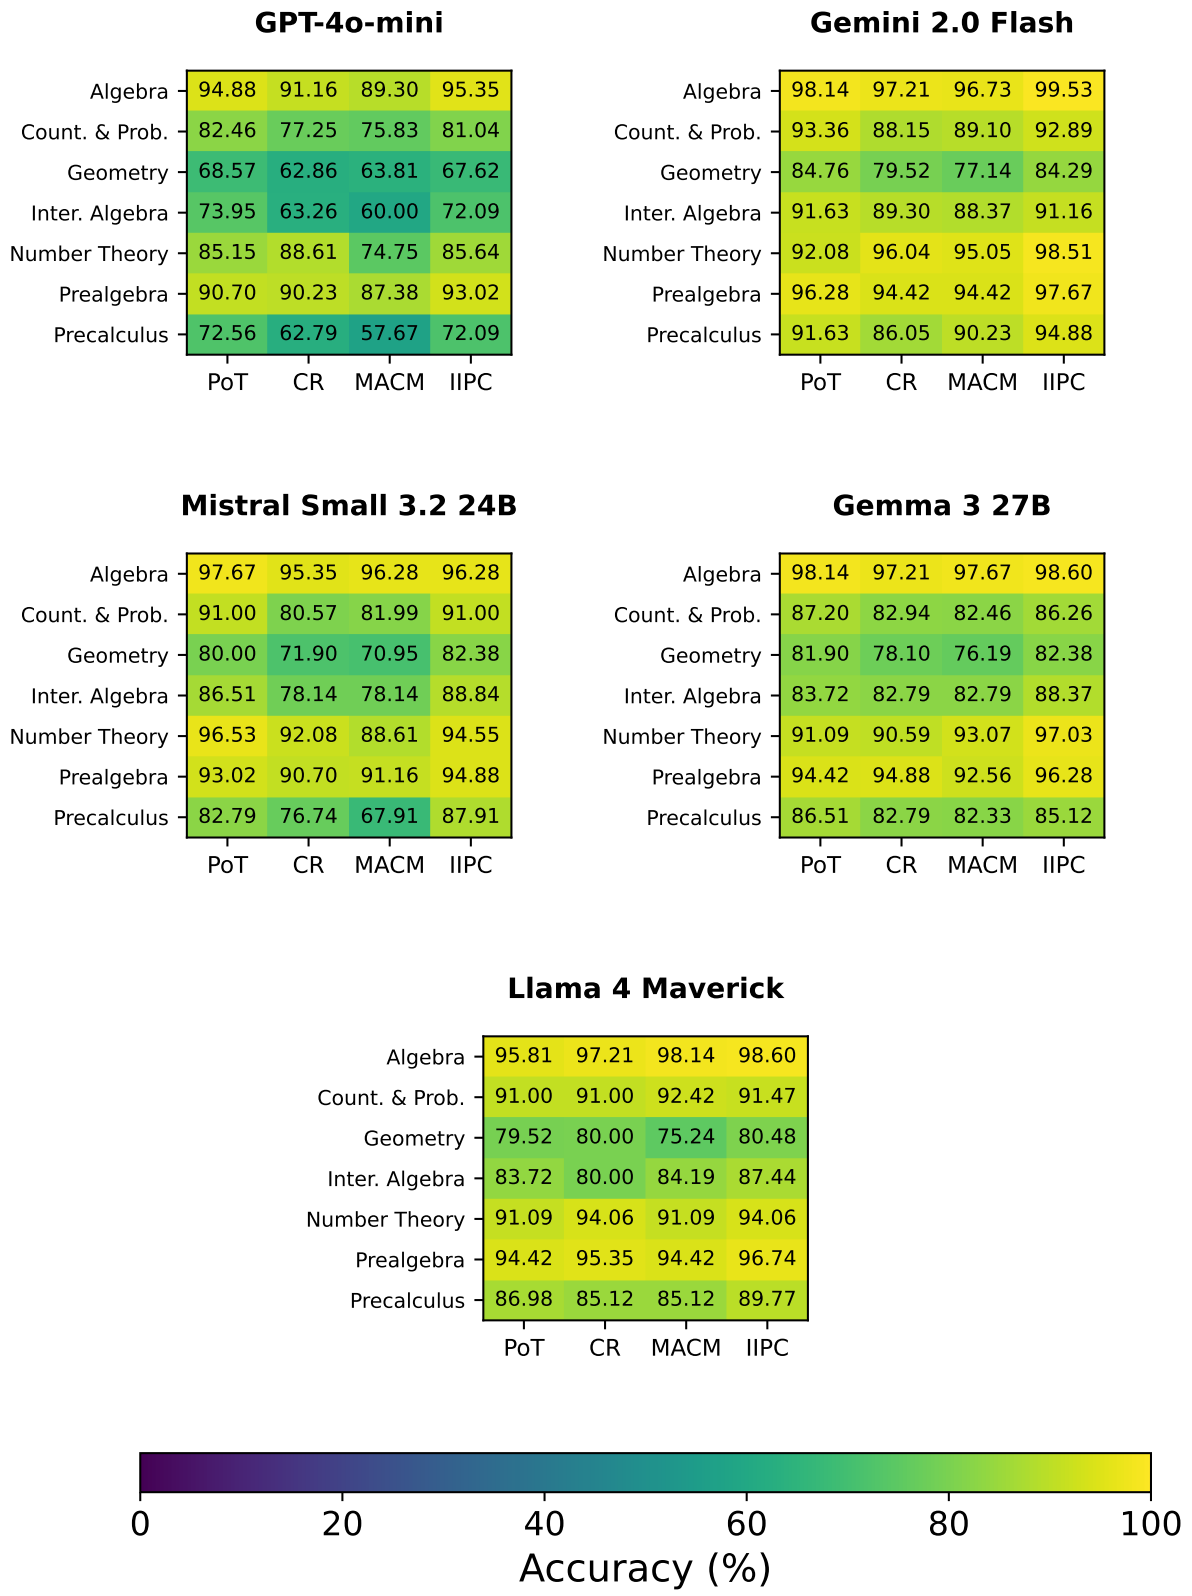 GPT-4o-mini
Algebra 94.88 91.16 89.30 95.35
Count. & Prob. 82.46 77.25 75.83 81.04
Geometry 68.57 62.86 63.81 67.62
Inter. Algebra 73.95 63.26 60.00 72.09
Number Theory 85.15 88.61 74.75 85.64
Prealgebra 90.70 90.23 87.38 93.02
Precalculus 72.56 62.79 57.67 72.09
PoT CR MACM IIPC
Gemini 2.0 Flash
Algebra 98.14 97.21 96.73 99.53
Count. & Prob. 93.36 88.15 89.10 92.89
Geometry 84.76 79.52 77.14 84.29
Inter. Algebra 91.63 89.30 88.37 91.16
Number Theory 92.08 96.04 95.05 98.51
Prealgebra 96.28 94.42 94.42 97.67
Precalculus 91.63 86.05 90.23 94.88
PoT CR MACM IIPC
Mistral Small 3.2 24B
Algebra 97.67 95.35 96.28 96.28
Count. & Prob. 91.00 80.57 81.99 91.00
Geometry 80.00 71.90 70.95 82.38
Inter. Algebra 86.51 78.14 78.14 88.84
Number Theory 96.53 92.08 88.61 94.55
Prealgebra 93.02 90.70 91.16 94.88
Precalculus 82.79 76.74 67.91 87.91
PoT CR MACM IIPC
Gemma 3 27B
Algebra 98.14 97.21 97.67 98.60
Count. & Prob. 87.20 82.94 82.46 86.26
Geometry 81.90 78.10 76.19 82.38
Inter. Algebra 83.72 82.79 82.79 88.37
Number Theory 91.09 90.59 93.07 97.03
Prealgebra 94.42 94.88 92.56 96.28
Precalculus 86.51 82.79 82.33 85.12
PoT CR MACM IIPC
Llama 4 Maverick
Algebra 95.81 97.21 98.14 98.60
Count. & Prob. 91.00 91.00 92.42 91.47
Geometry 79.52 80.00 75.24 80.48
Inter. Algebra 83.72 80.00 84.19 87.44
Number Theory 91.09 94.06 91.09 94.06
Prealgebra 94.42 95.35 94.42 96.74
Precalculus 86.98 85.12 85.12 89.77
PoT CR MACM IIPC
0 20 40 60 80 100
Accuracy (%)